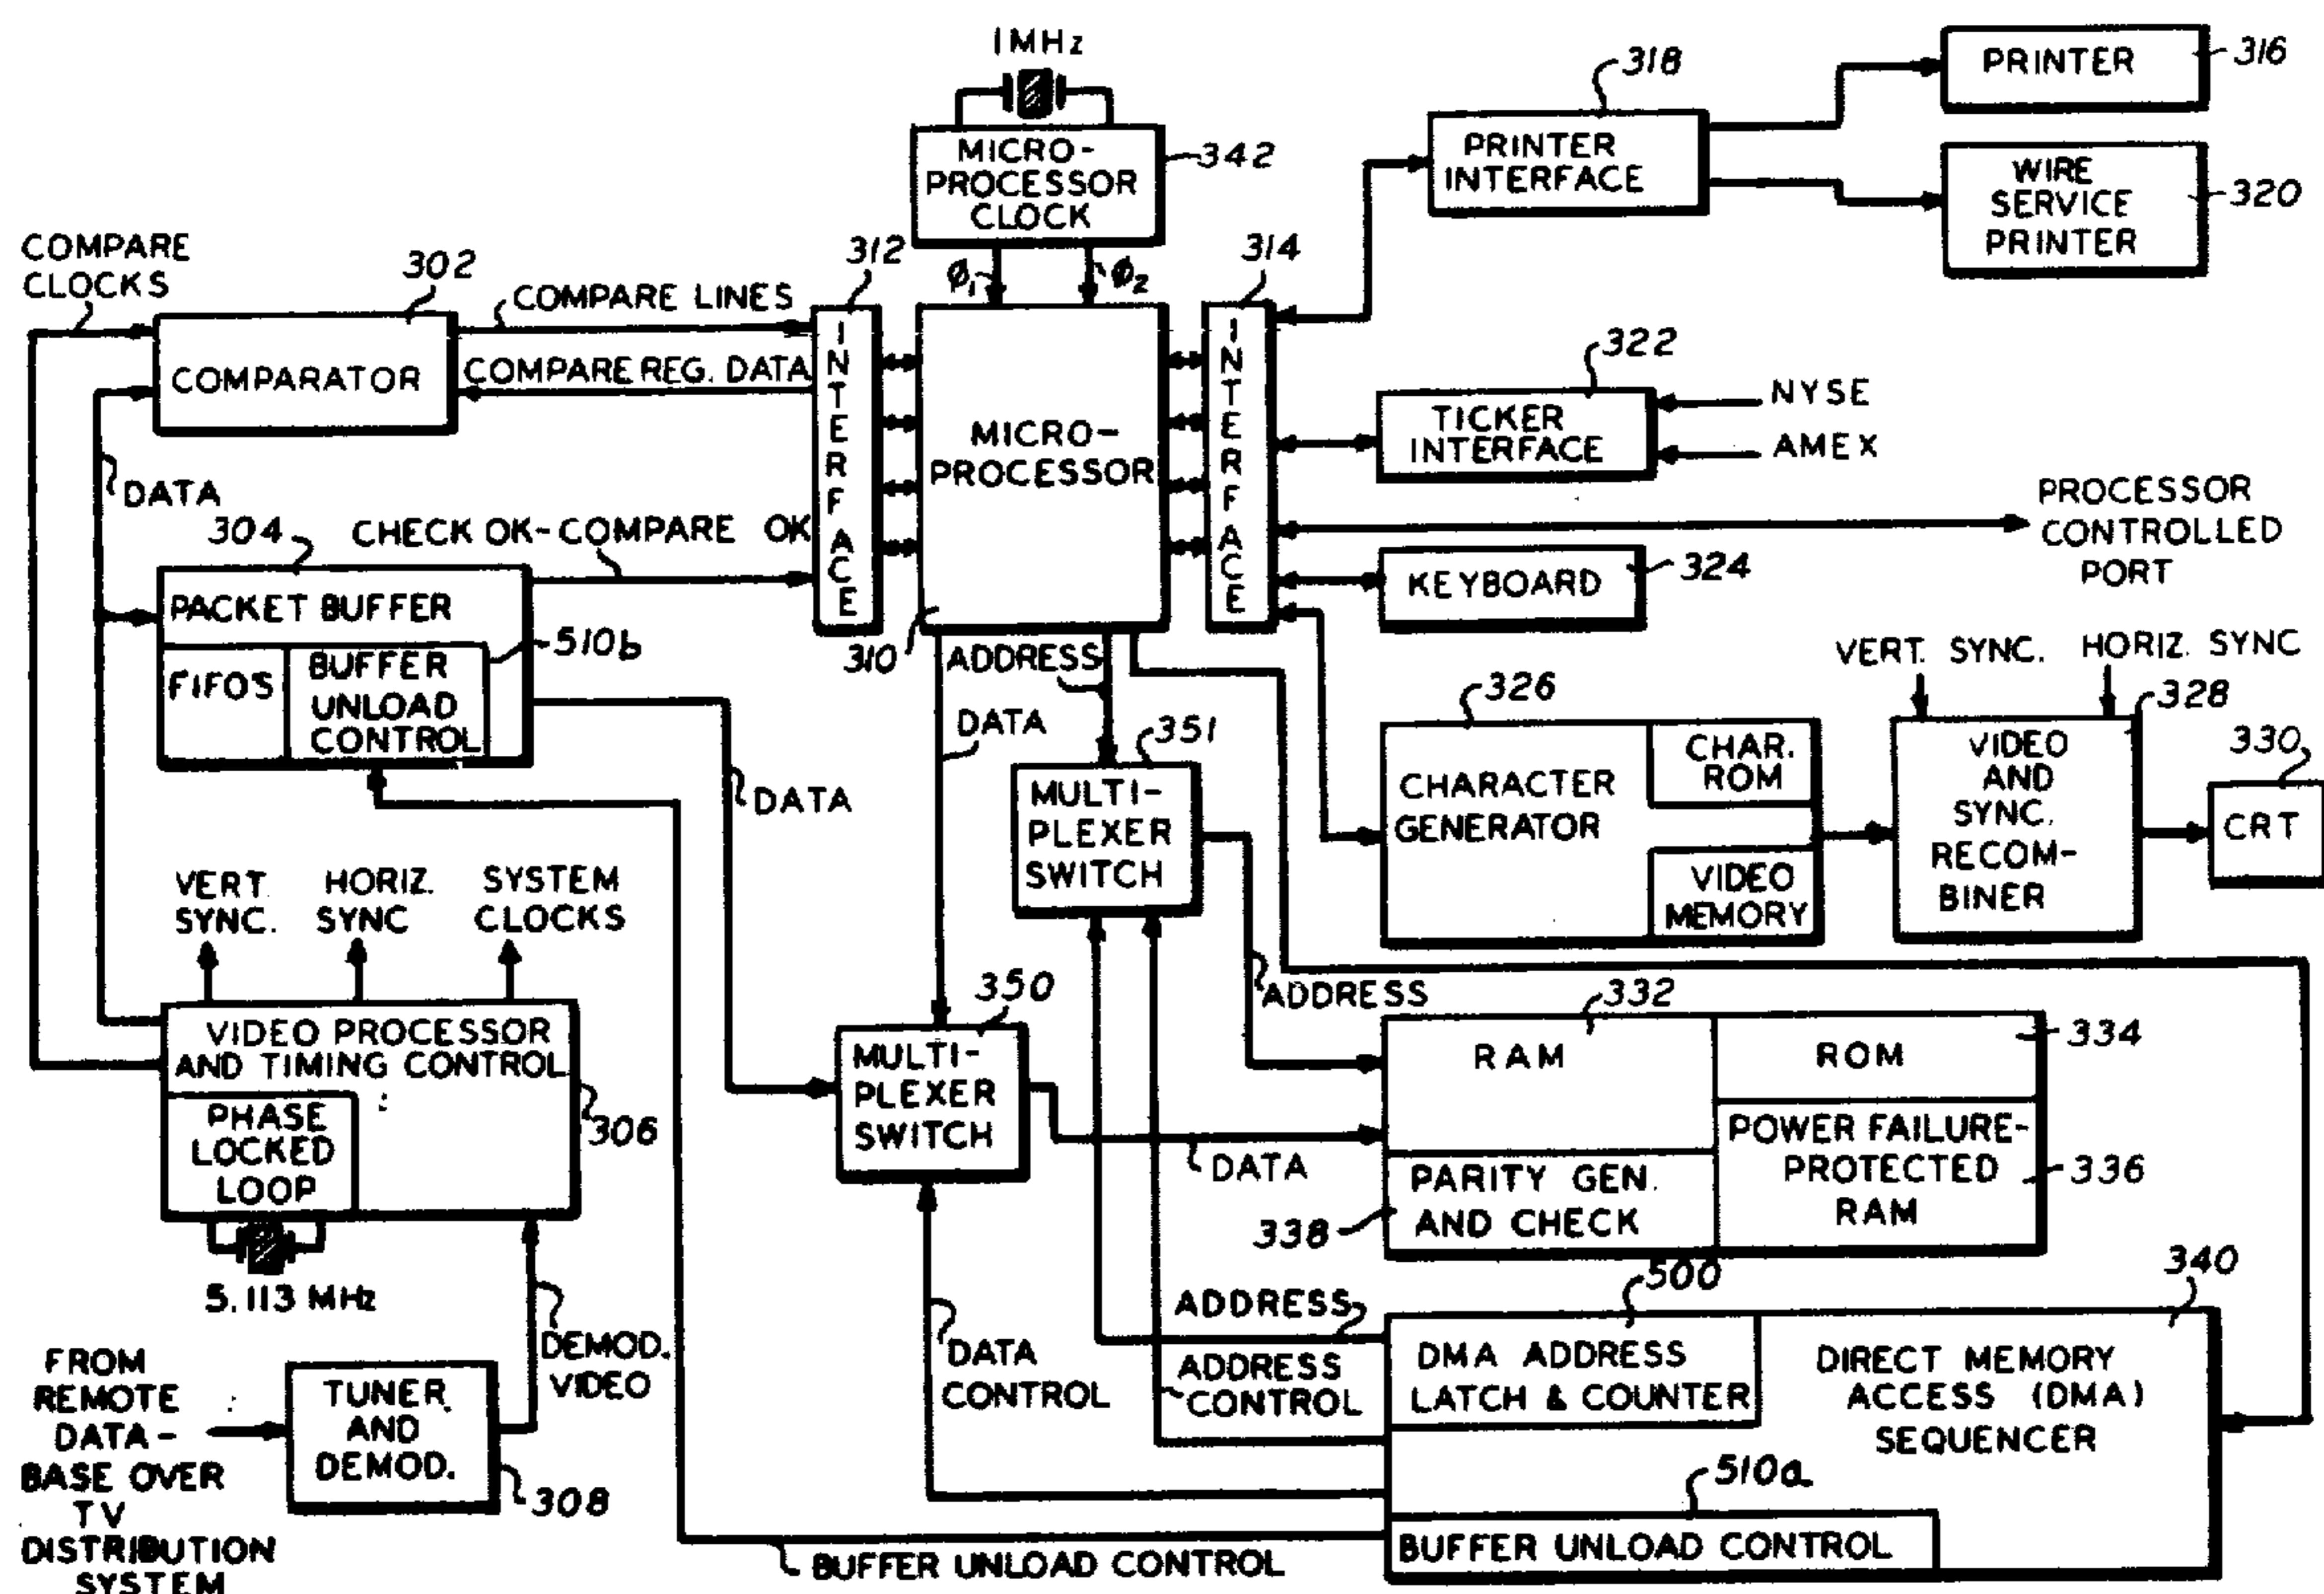 1MHz
MICRO-
PROCESSOR
CLOCK
342
318
PRINTER
INTERFACE
PRINTER
316
WIRE
SERVICE
PRINTER
320
COMPARE
CLOCKS
302
COMPARATOR
COMPARE LINES
COMPARE REG. DATA
312
INTERFACE
Ø1
Ø2
MICRO-
PROCESSOR
310
314
INTERFACE
322
TICKER
INTERFACE
NYSE
AMEX
PROCESSOR
CONTROLLED
PORT
KEYBOARD
324
DATA
304
CHECK OK-COMPARE OK
PACKET BUFFER
FIFO'S
BUFFER
UNLOAD
CONTROL
510b
ADDRESS
DATA
DATA
351
MULTI-
PLEXER
SWITCH
326
CHARACTER
GENERATOR
CHAR.
ROM
VIDEO
MEMORY
VERT. SYNC.
HORIZ. SYNC
328
VIDEO
AND
SYNC.
RECOM-
BINER
330
CRT
VERT
SYNC.
HORIZ.
SYNC
SYSTEM
CLOCKS
VIDEO PROCESSOR
AND TIMING CONTROL
PHASE
LOCKED
LOOP
306
5.113 MHz
350
MULTI-
PLEXER
SWITCH
ADDRESS
DATA
332
RAM
ROM
334
PARITY GEN.
AND CHECK
338
POWER FAILURE-
PROTECTED
RAM
336
FROM
REMOTE
DATA-
BASE OVER
TV
DISTRIBUTION
SYSTEM
TUNER
AND
DEMOD.
308
DEMOD.
VIDEO
DATA
CONTROL
ADDRESS
ADDRESS
CONTROL
500
DMA ADDRESS
LATCH & COUNTER
340
DIRECT MEMORY
ACCESS (DMA)
SEQUENCER
510a
BUFFER UNLOAD CONTROL
BUFFER UNLOAD CONTROL